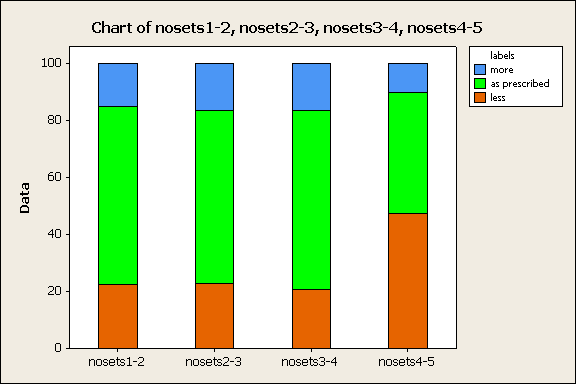 Chart of nosets1-2, nosets2-3, nosets3-4, nosets4-5
labels
more
as prescribed
less
100
80
60
40
20
0
Data
nosets1-2 nosets2-3 nosets3-4 nosets4-5